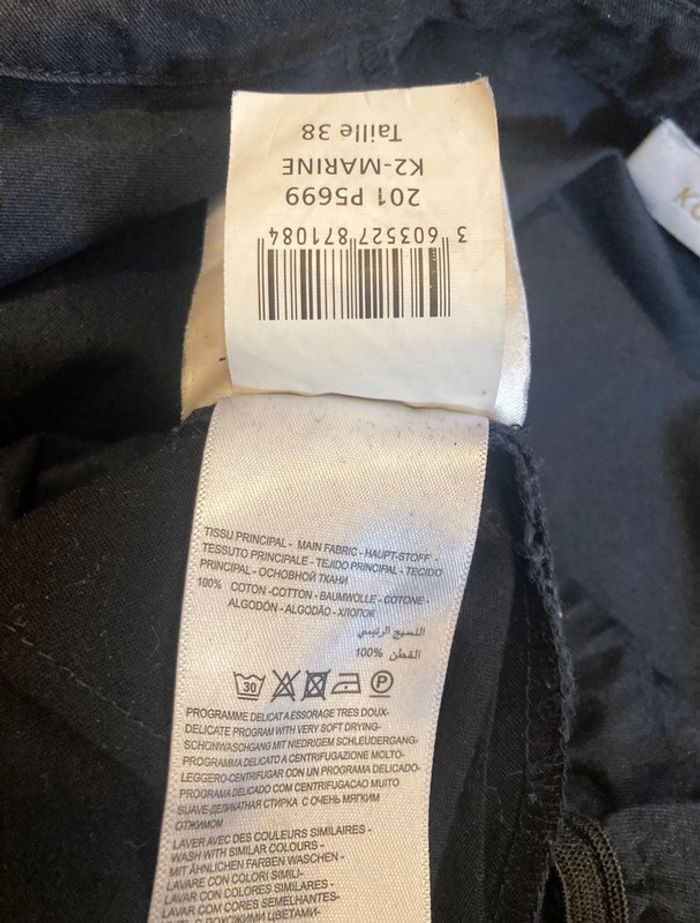 Taille 38
K2-MARINE
201 P5699
3 603527 871084
TISSU PRINCIPAL - MAIN FABRIC - HAUPT-STOFF -
TESSUTO PRINCIPALE - TEJIDO PRINCIPAL - TECIDO
PRINCIPAL - ОСНОВНОЙ ТКАНИ
100% COTON -COTTON - BAUMWOLLE - COTONE -
ALGODÓN - ALGODÃO - ХЛОПОК
النسيج الرئيسي
100% القطن
30
P
PROGRAMME DELICAT A ESSORAGE TRES DOUX-
DELICATE PROGRAM WITH VERY SOFT DRYING-
SCHONWASCHGANG MIT NIEDRIGEM SCHLEUDERGANG-
PROGRAMMA DELICATO A CENTRIFUGAZIONE MOLTO-
LEGGERO-CENTRIFUGAR CON UN PROGRAMA DELICADO-
PROGRAMA DELICADO COM CENTRIFUGACAO MUITO
SUAVE-ДЕЛИКАТНАЯ СТИРКА С ОЧЕНЬ МЯГКИМ
ОТЖИМОМ
LAVER AVEC DES COULEURS SIMILAIRES -
WASH WITH SIMILAR COLOURS -
MIT ÄHNLICHEN FARBEN WASCHEN -
LAVARE CON COLORI SIMILI-
LAVAR CON COLORES SIMILARES-
LAVAR COM CORES SEMELHANTES-
С ПОХОЖИМИ ЦВЕТАМИ-